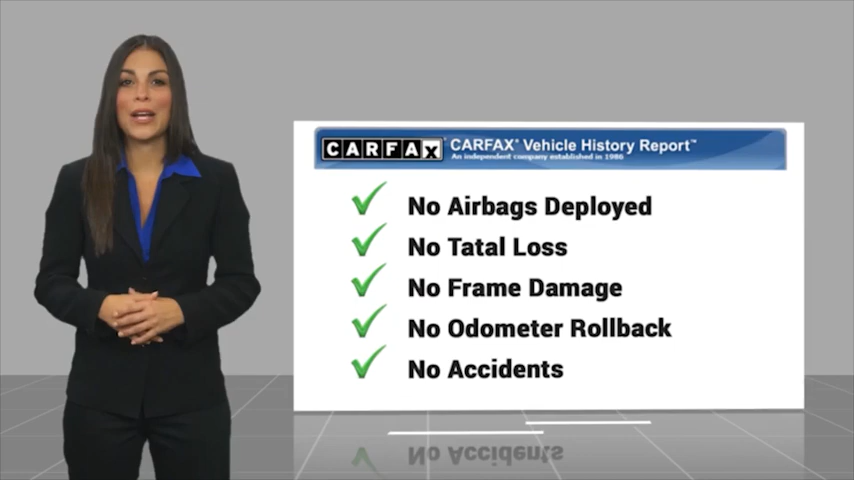 CARFAX CARFAX® Vehicle History Report™
An independent company established in 1986
No Airbags Deployed
No Tatal Loss
No Frame Damage
No Odometer Rollback
No Accidents
No Accidents